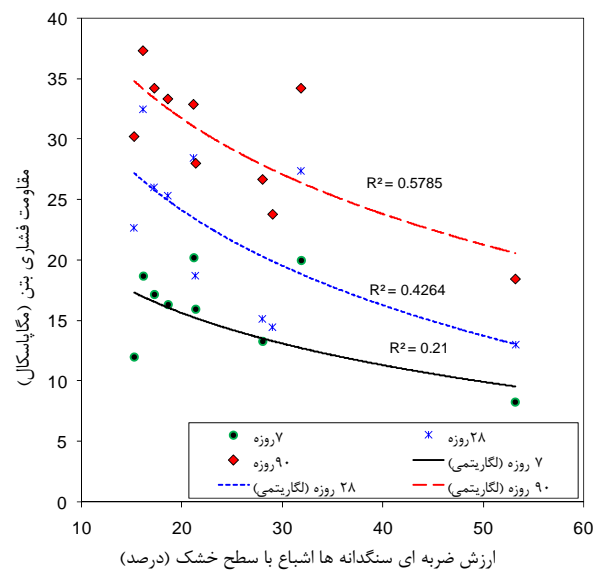 40
35
30
25
20
15
10
5
0
مقاومت فشاری بتن (مگاپاسکال)
R² = 0.5785
R² = 0.4264
R² = 0.21
۷روزه
۲۸روزه
۹۰روزه
۷ روزه (لگاریتمی)
۲۸ روزه (لگاریتمی)
۹۰ روزه (لگاریتمی)
10 20 30 40 50 60
ارزش ضربه ای سنگدانه ها اشباع با سطح خشک (درصد)